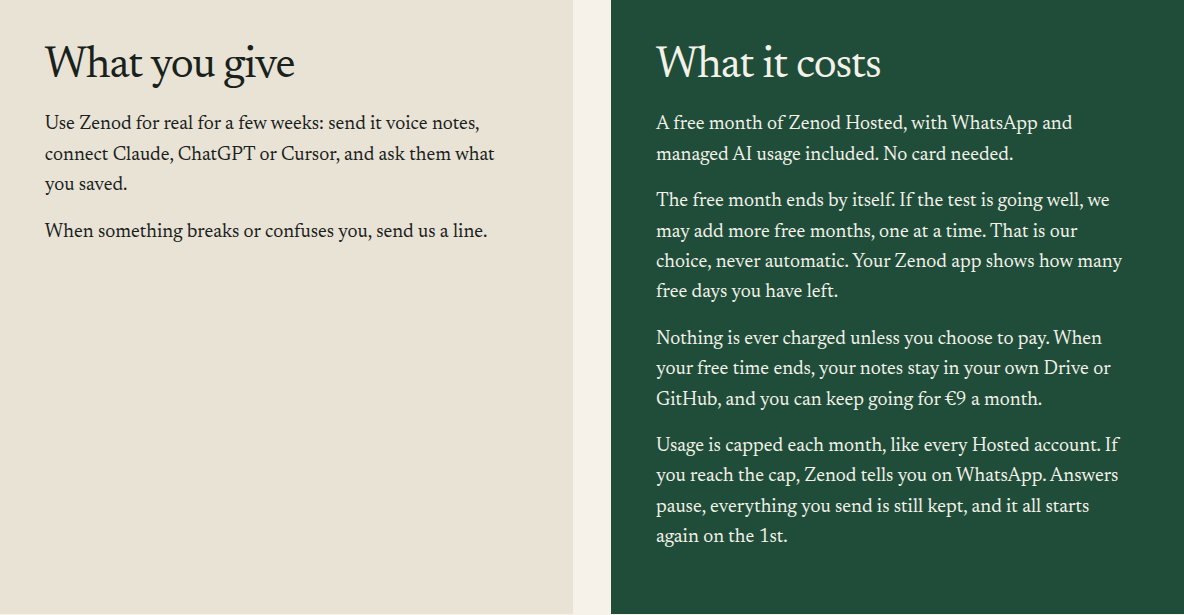 What you give
Use Zenod for real for a few weeks: send it voice notes,
connect Claude, ChatGPT or Cursor, and ask them what
you saved.
When something breaks or confuses you, send us a line.
What it costs
A free month of Zenod Hosted, with WhatsApp and
managed AI usage included. No card needed.
The free month ends by itself. If the test is going well, we
may add more free months, one at a time. That is our
choice, never automatic. Your Zenod app shows how many
free days you have left.
Nothing is ever charged unless you choose to pay. When
your free time ends, your notes stay in your own Drive or
GitHub, and you can keep going for €9 a month.
Usage is capped each month, like every Hosted account. If
you reach the cap, Zenod tells you on WhatsApp. Answers
pause, everything you send is still kept, and it all starts
again on the 1st.